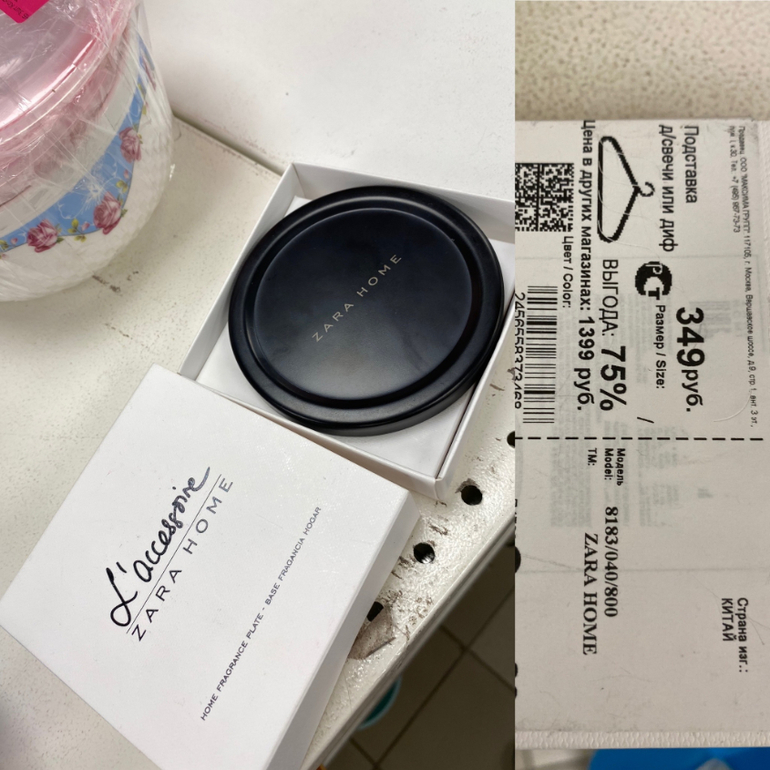 ZARA HOME
L'accessoire
ZARA HOME
HOME FRAGRANCE PLATE · BASE FRAGANCIA HOGAR
Подставка
д/свечи или диф
349руб.
Размер / Size:
/
ВЫГОДА: 75%
Цена в других магазинах: 1399 руб.
Цвет / Color:
Модель
Model: 8183/040/800
TM: ZARA HOME
Страна изг.:
КИТАЙ